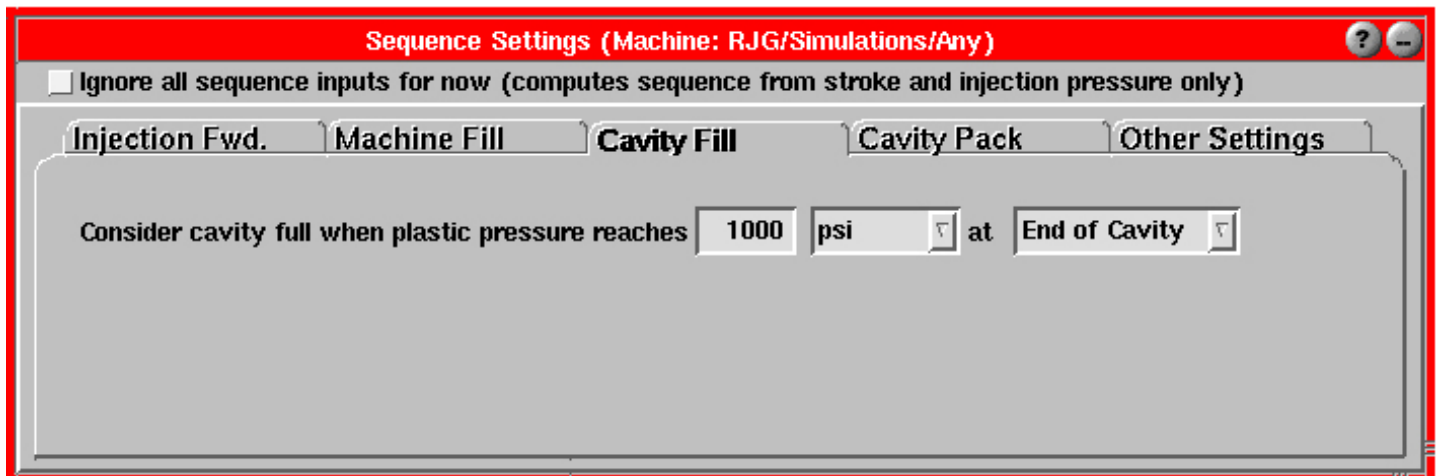 Sequence Settings (Machine: RJG/Simulations/Any) ? -
Ignore all sequence inputs for now (computes sequence from stroke and injection pressure only)
Injection Fwd. Machine Fill Cavity Fill Cavity Pack Other Settings
Consider cavity full when plastic pressure reaches 1000 psi at End of Cavity